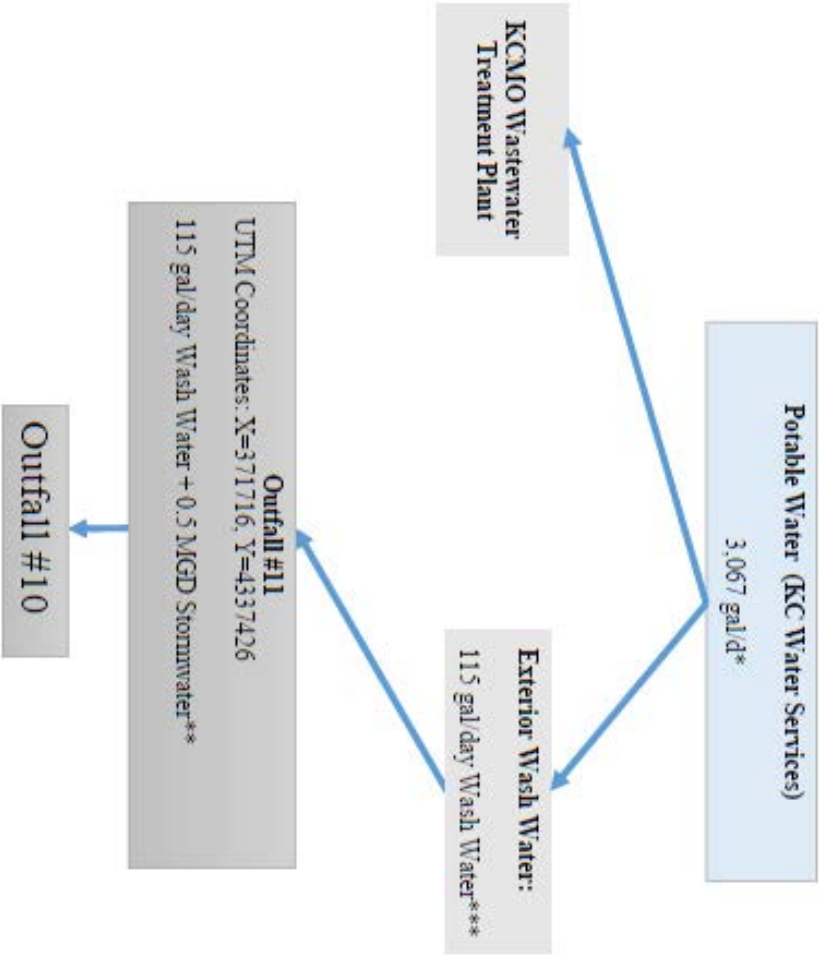 Potable Water (KC Water Services)
3,067 gal/d*
KCMO Wastewater
Treatment Plant
Exterior Wash Water:
115 gal/day Wash Water***
Outfall #11
UTM Coordinates: X=371716, Y=4337426
115 gal/day Wash Water + 0.5 MGD Stormwater**
Outfall #10